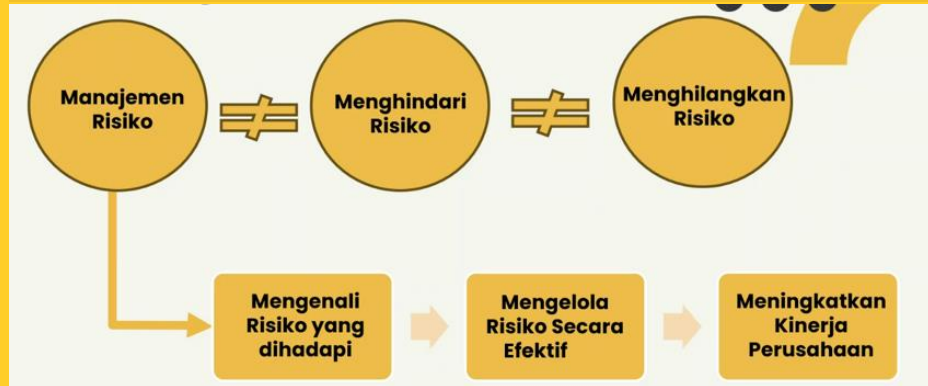 Manajemen
Risiko
≠
Menghindari
Risiko
≠
Menghilangkan
Risiko
Mengenali
Risiko yang
dihadapi
Mengelola
Risiko Secara
Efektif
Meningkatkan
Kinerja
Perusahaan